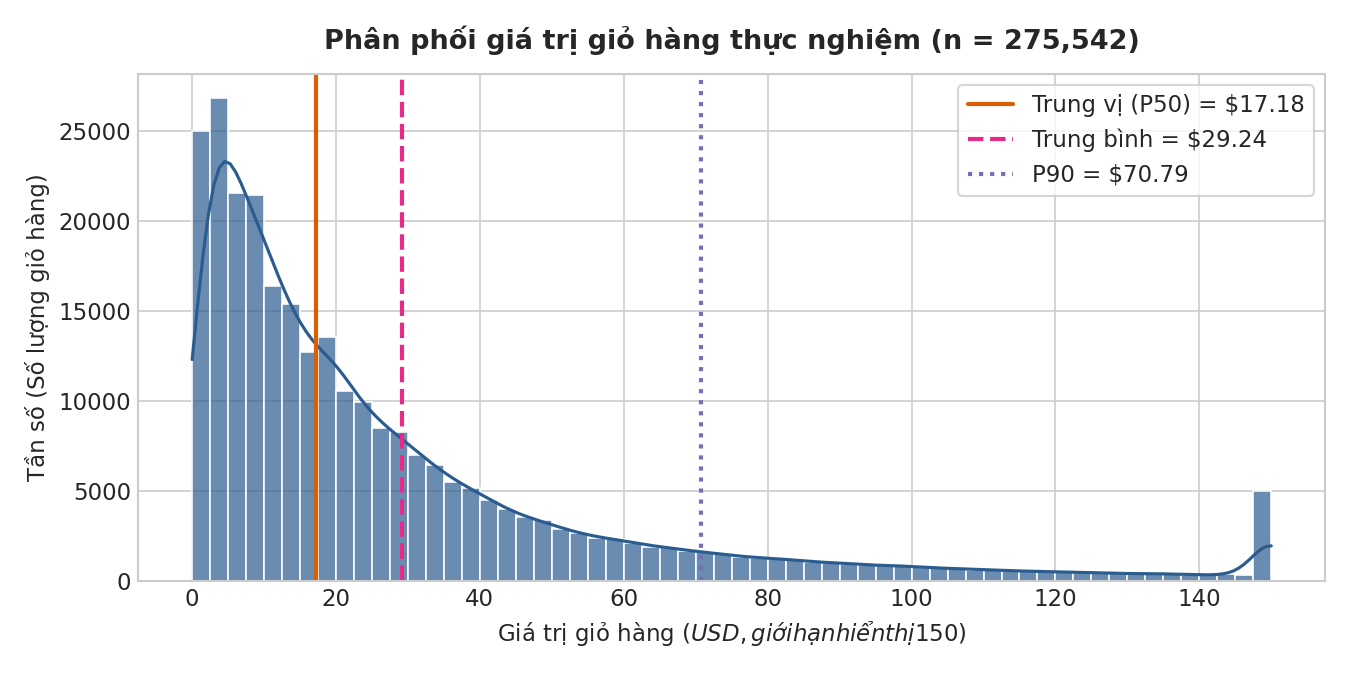 Phân phối giá trị giỏ hàng thực nghiệm (n = 275,542)
Trung vị (P50) = $17.18
Trung bình = $29.24
P90 = $70.79
Tần số (Số lượng giỏ hàng)
25000
20000
15000
10000
5000
0
0 20 40 60 80 100 120 140
Giá trị giỏ hàng (USD, giớihạnhiểnthị150)